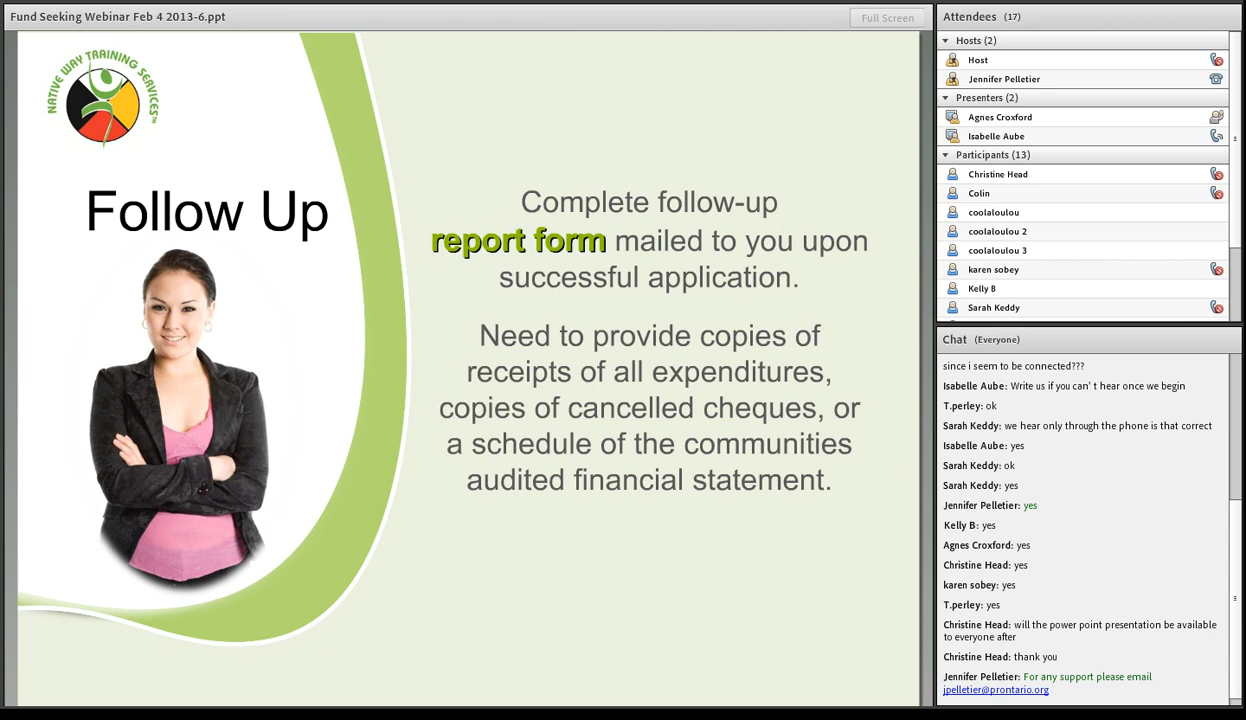 Fund Seeking Webinar Feb 4 2013-6.ppt
Full Screen
NATIVE WAY TRAINING SERVICES
Follow Up
Complete follow-up
report form mailed to you upon
successful application.
Need to provide copies of
receipts of all expenditures,
copies of cancelled cheques, or
a schedule of the communities
audited financial statement.
Attendees (17)
Hosts (2)
Host
Jennifer Pelletier
Presenters (2)
Agnes Croxford
Isabelle Aube
Participants (13)
Christine Head
Colin
coolaloulou
coolaloulou 2
coolaloulou 3
karen sobey
Kelly B
Sarah Keddy
Chat (Everyone)
since i seem to be connected???
Isabelle Aube: Write us if you can' t hear once we begin
T.perley: ok
Sarah Keddy: we hear only through the phone is that correct
Isabelle Aube: yes
Sarah Keddy: ok
Sarah Keddy: yes
Jennifer Pelletier: yes
Kelly B: yes
Agnes Croxford: yes
Christine Head: yes
karen sobey: yes
T.perley: yes
Christine Head: will the power point presentation be available
to everyone after
Christine Head: thank you
Jennifer Pelletier: For any support please email
jpelletier@prontario.org